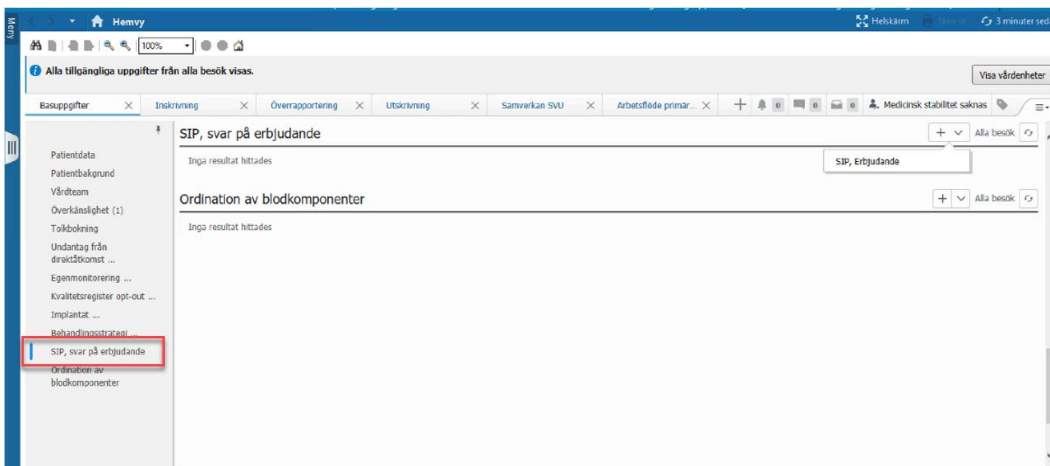 Meny
Hemvy
Helskärm
3 minuter sed
100%
Alla tillgängliga uppgifter från alla besök visas.
Visa vårdenheter
Basuppgifter
Inskrivning
Överrapportering
Utskrivning
Samverkan SVU
Arbetsflöde primär...
0
0
0
Medicinsk stabilitet saknas
SIP, svar på erbjudande
Alla besök
Inga resultat hittades
SIP, Erbjudande
Ordination av blodkomponenter
Alla besök
Inga resultat hittades
Patientdata
Patientbakgrund
Vårdteam
Överkänslighet (1)
Tolkbokning
Undantag från
direktåtkomst ...
Egenmonitorering ...
Kvalitetsregister opt-out ...
Implantat ...
Behandlingsstrategi ...
SIP, svar på erbjudande
Ordination av
blodkomponenter